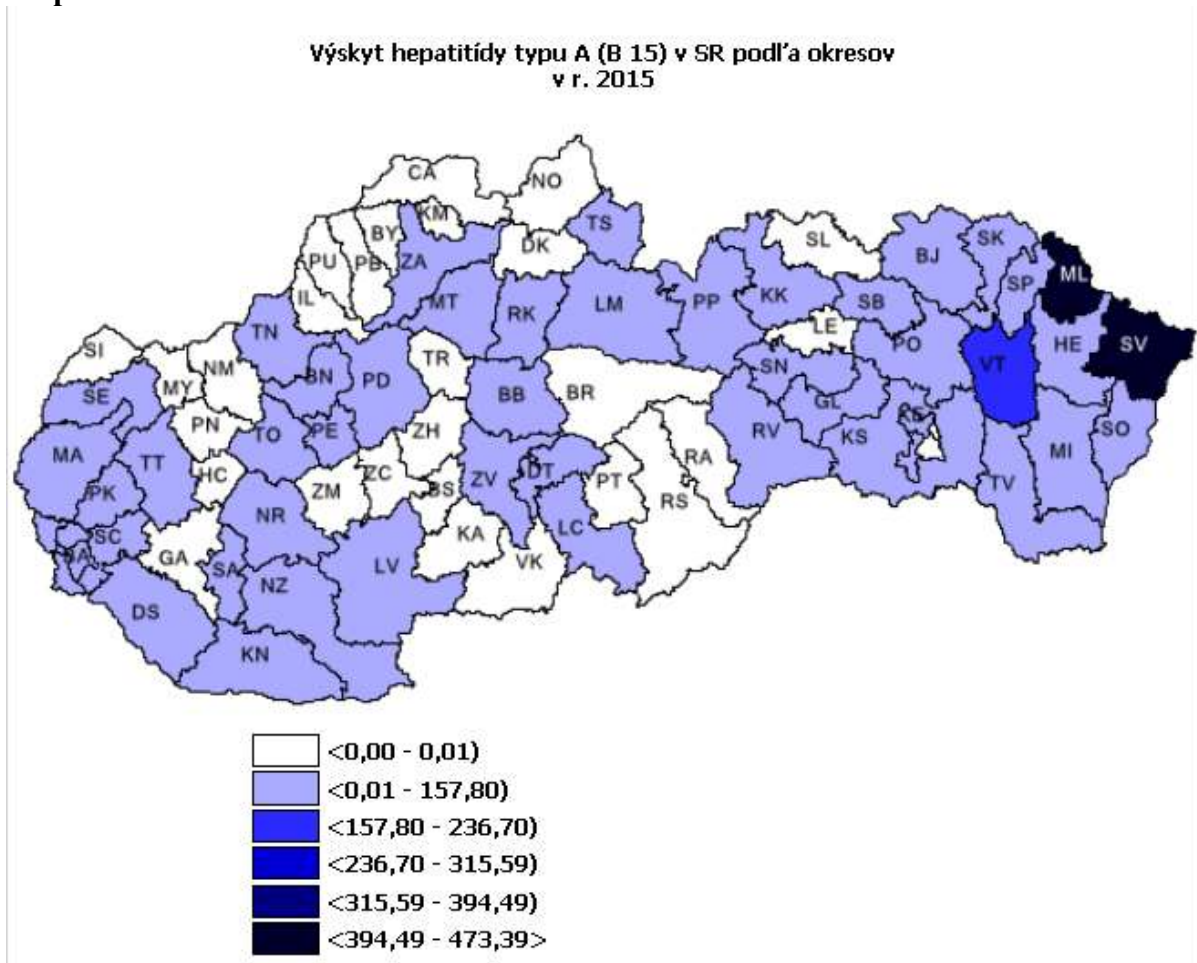 Výskyt hepatitídy typu A (B 15) v SR podľa okresov
v r. 2015
CA
NO
KM
TS
BY
DK
SL
SK
PU
PB
ZA
BJ
ML
SP
IL
MT
RK
LM
PP
KK
SB
TN
LE
PO
HE
SV
SI
NM
TR
SN
VT
MY
BN
PD
BB
BR
SE
GL
PN
TO
PE
ZH
RV
KS
KE
SO
MA
TT
HC
ZC
ZV
DT
PT
RA
MI
PK
ZM
BS
RS
TV
NR
SC
KA
LC
BA
GA
SA
NZ
LV
VK
DS
KN
<0,00 - 0,01)
<0,01 - 157,80)
<157,80 - 236,70)
<236,70 - 315,59)
<315,59 - 394,49)
<394,49 - 473,39>